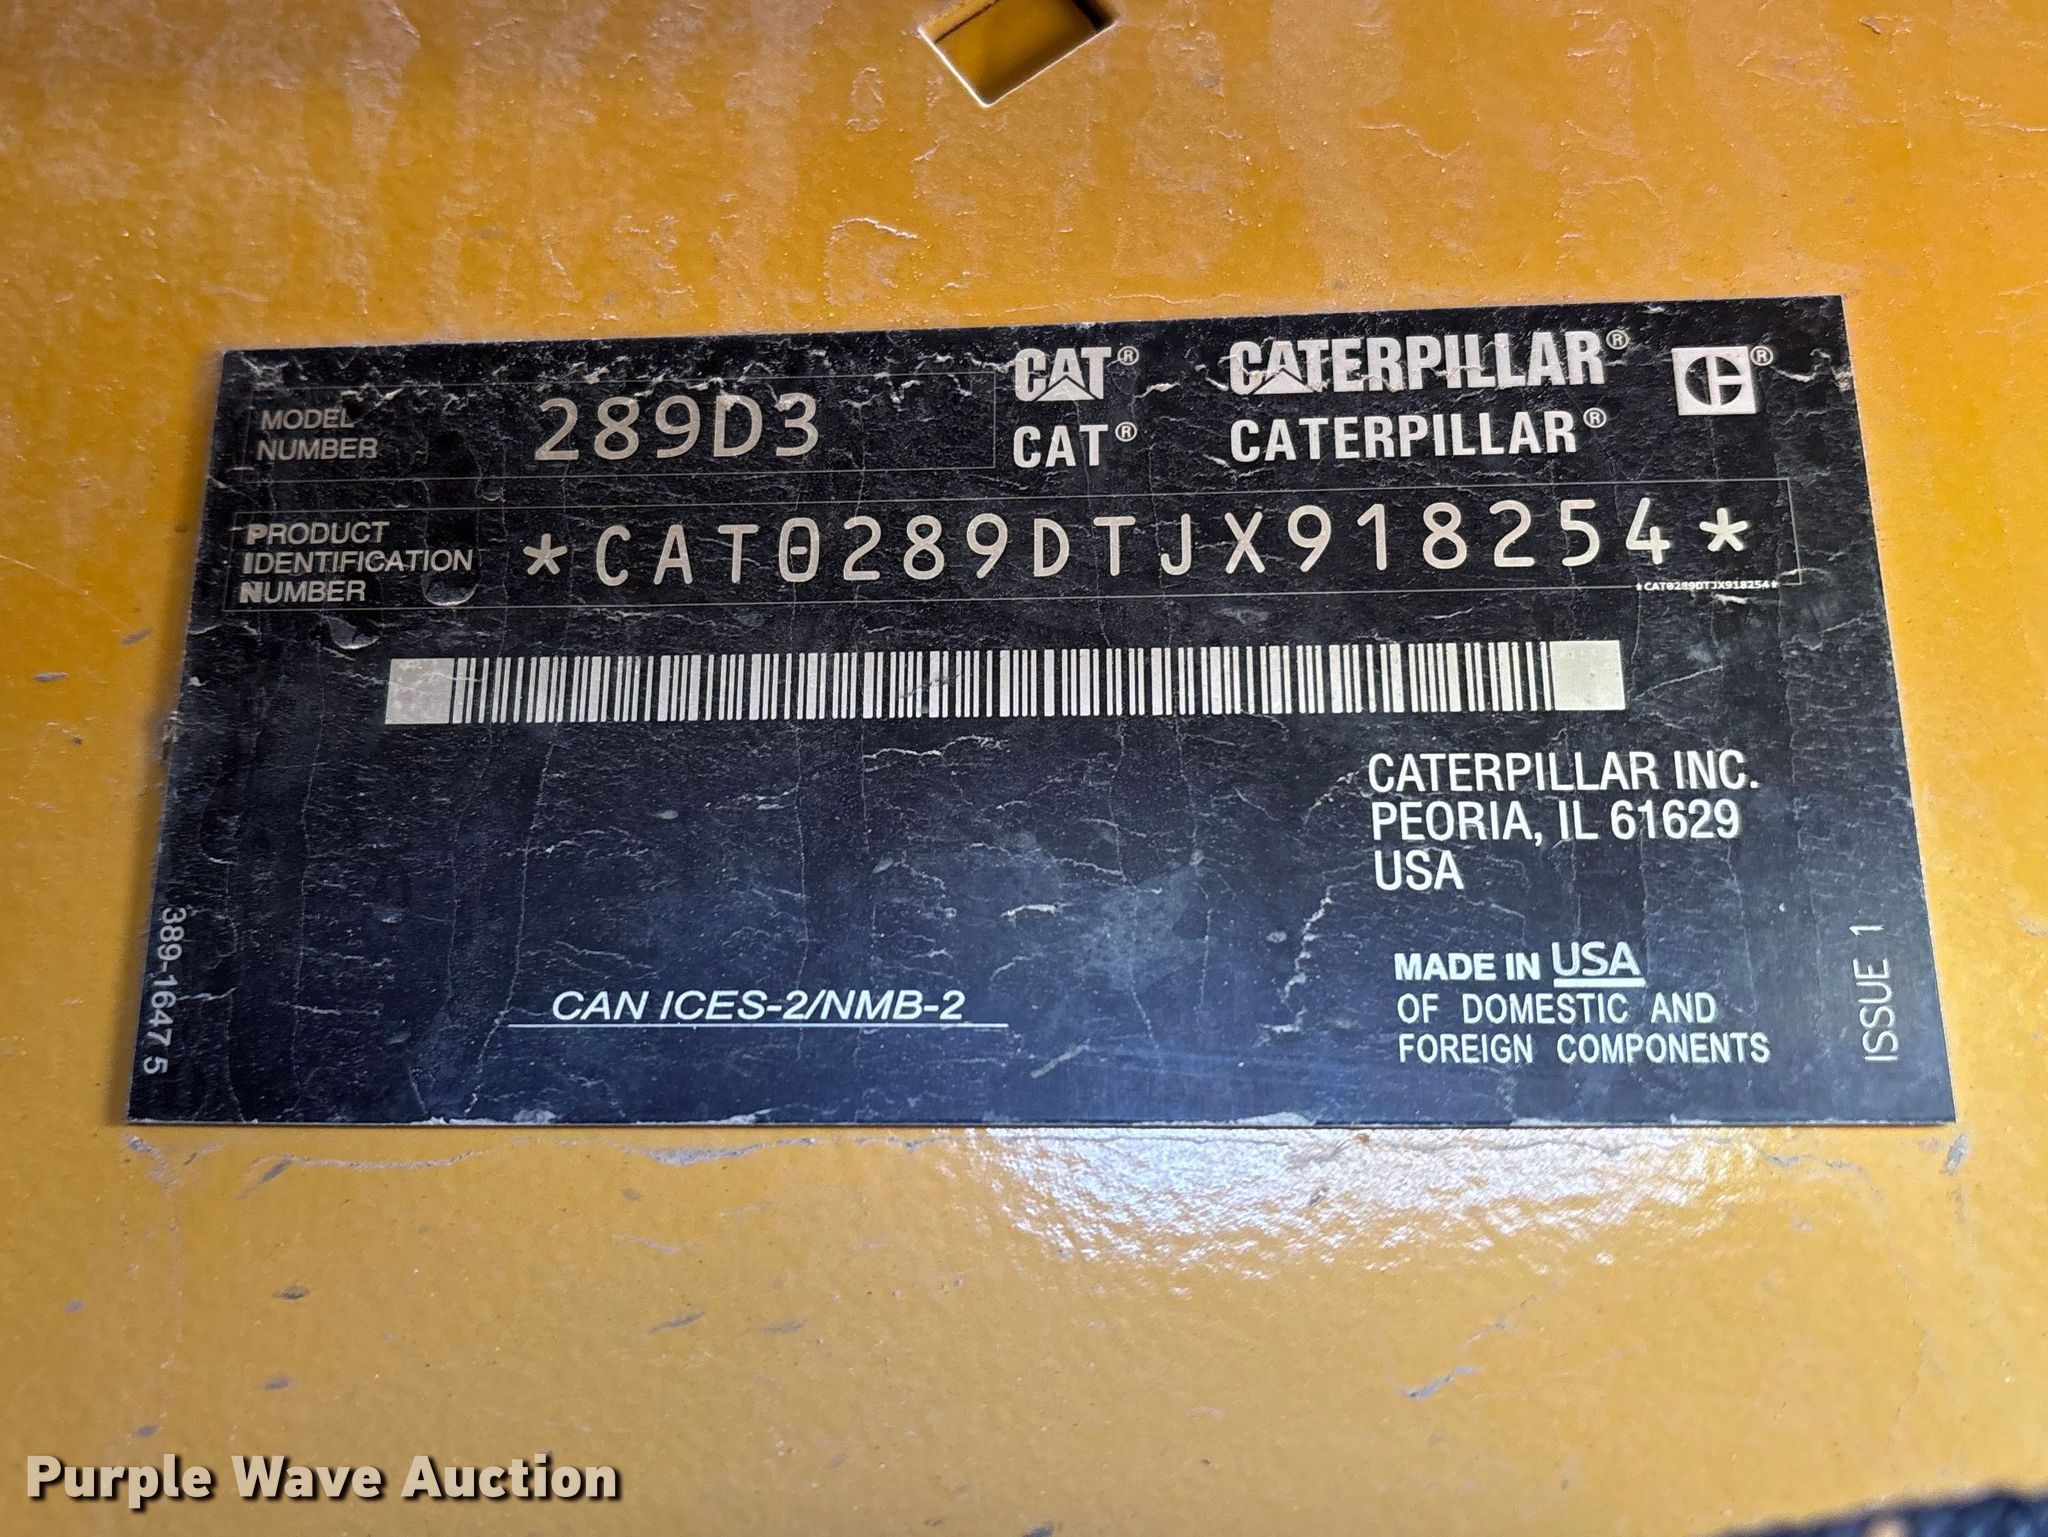 MODEL NUMBER 289D3
CAT® CATERPILLAR®
CAT® CATERPILLAR®
PRODUCT IDENTIFICATION NUMBER *CAT0289DTJX918254*
*CAT0289DTJX918254*
CATERPILLAR INC.
PEORIA, IL 61629
USA
MADE IN USA
OF DOMESTIC AND
FOREIGN COMPONENTS
CAN ICES-2/NMB-2
389-1647 5
ISSUE 1
Purple Wave Auction